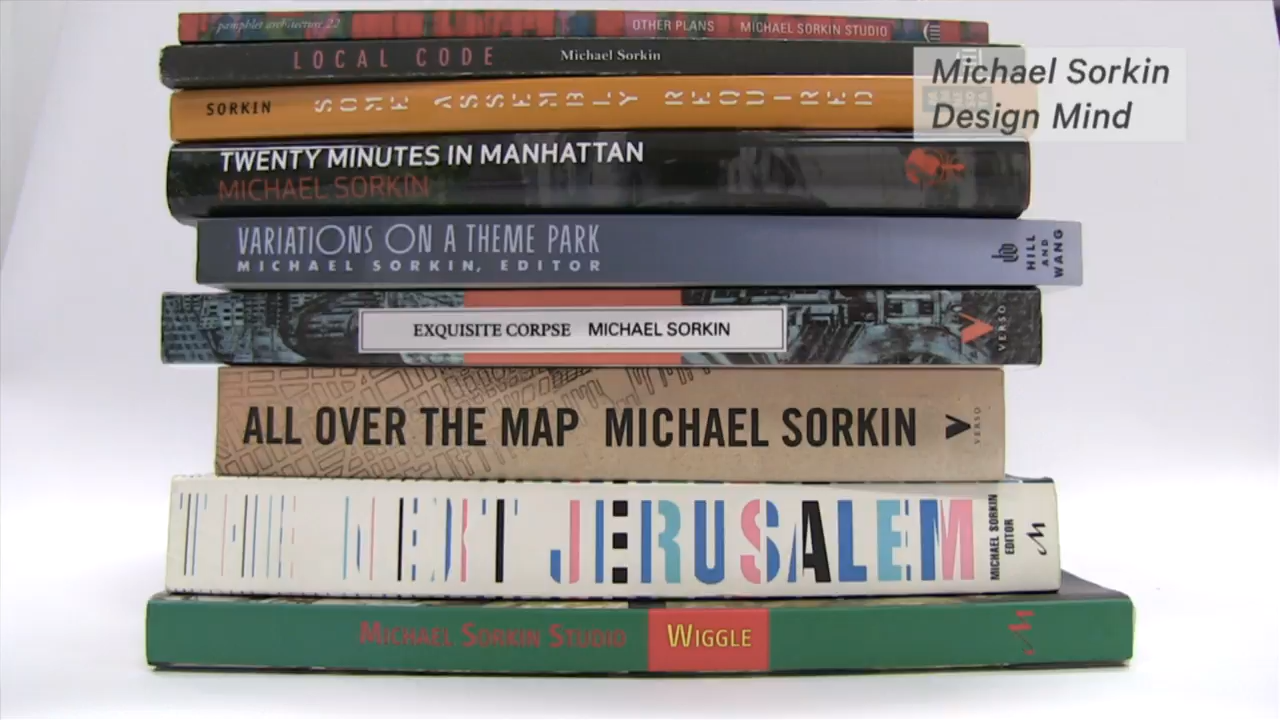 pamphlet architecture 22 OTHER PLANS MICHAEL SORKIN STUDIO
LOCAL CODE Michael Sorkin
Michael Sorkin
Design Mind
SORKIN SOME ASSEMBLY REQUIRED
TWENTY MINUTES IN MANHATTAN
MICHAEL SORKIN
VARIATIONS ON A THEME PARK
MICHAEL SORKIN, EDITOR
HILL
AND
WANG
EXQUISITE CORPSE MICHAEL SORKIN
VERSO
ALL OVER THE MAP MICHAEL SORKIN
VERSO
THE NEXT JERUSALEM
MICHAEL SORKIN
EDITOR
M
MICHAEL SORKIN STUDIO WIGGLE
M